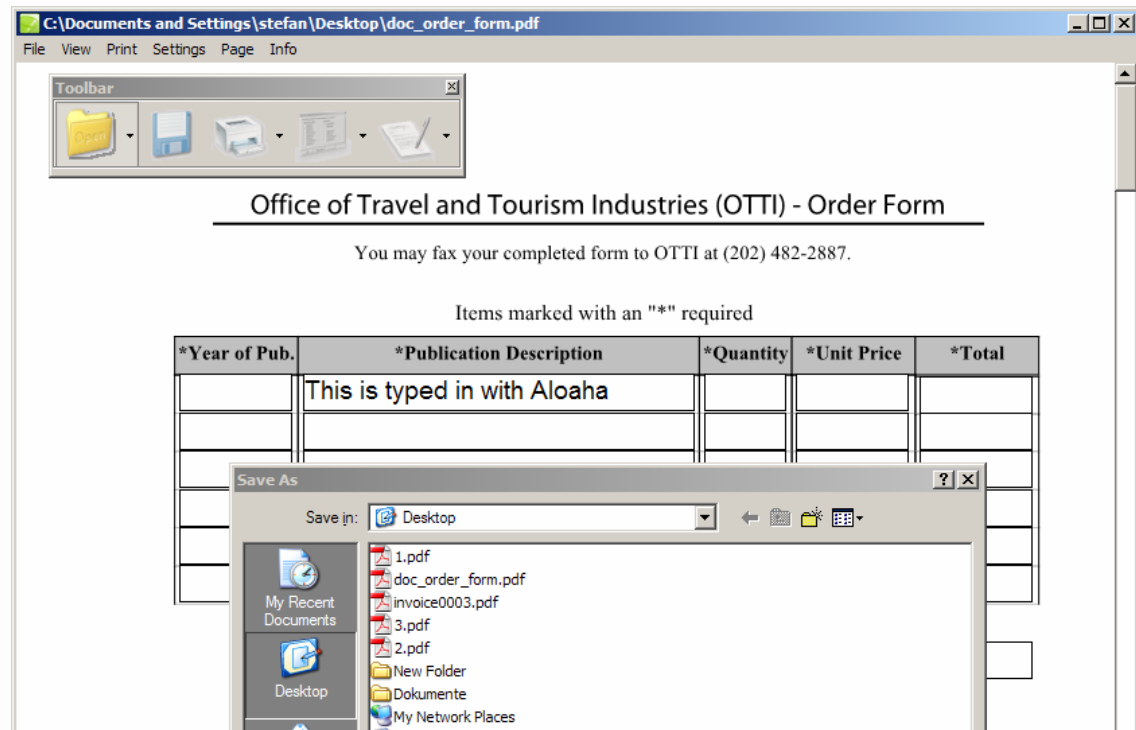 C:\Documents and Settings\stefan\Desktop\doc_order_form.pdf
File View Print Settings Page Info
Toolbar
Open
Office of Travel and Tourism Industries (OTTI) - Order Form
You may fax your completed form to OTTI at (202) 482-2887.
Items marked with an "*" required
*Year of Pub. *Publication Description *Quantity *Unit Price *Total
This is typed in with Aloaha
Save As
Save in: Desktop
1.pdf
doc_order_form.pdf
invoice0003.pdf
3.pdf
2.pdf
New Folder
Dokumente
My Network Places
My Recent
Documents
Desktop